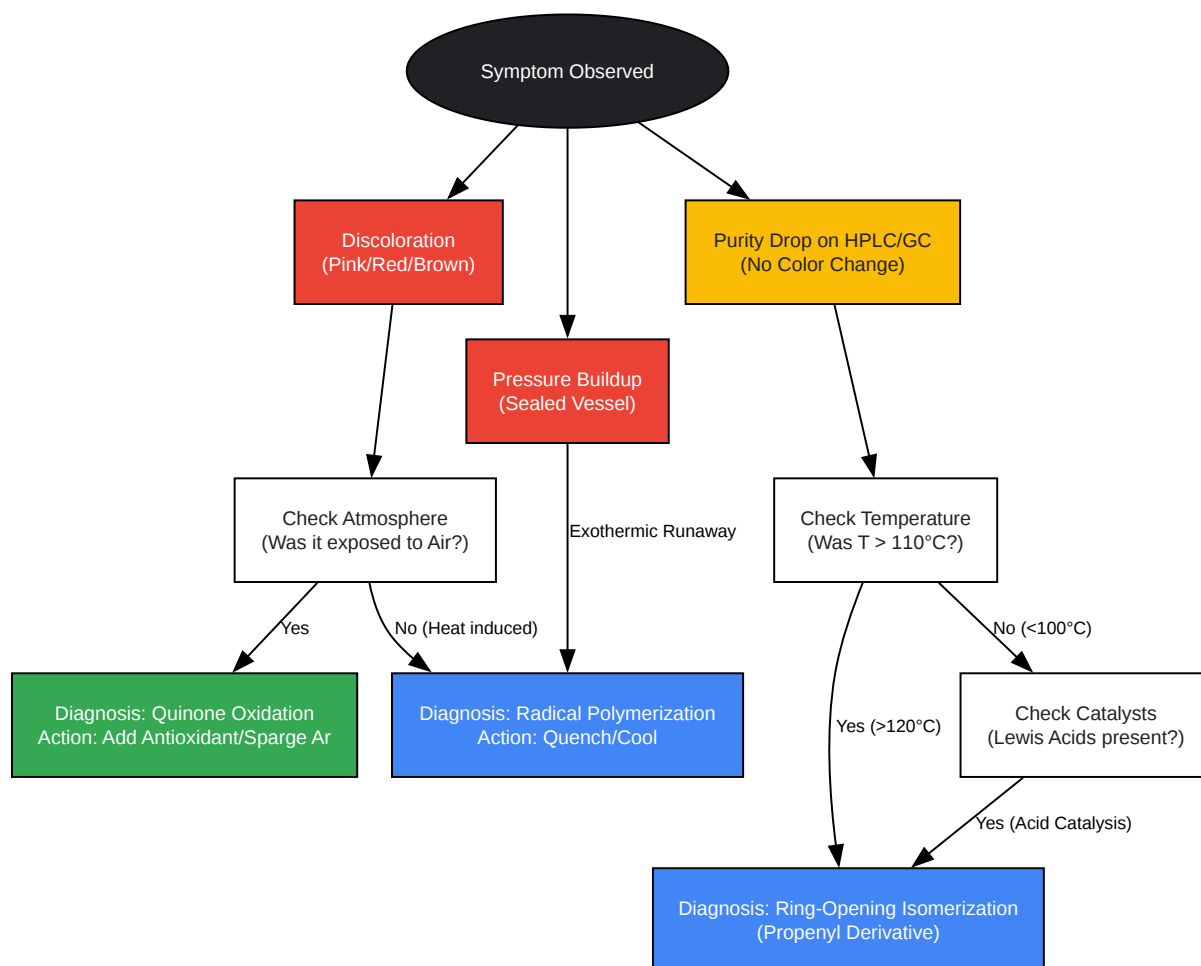 Symptom Observed
Discoloration
(Pink/Red/Brown)
Purity Drop on HPLC/GC
(No Color Change)
Pressure Buildup
(Sealed Vessel)
Check Atmosphere
(Was it exposed to Air?)
Exothermic Runaway
Check Temperature
(Was T > 110°C?)
Yes
No (Heat induced)
No (<100°C)
Diagnosis: Quinone Oxidation
Action: Add Antioxidant/Sparge Ar
Diagnosis: Radical Polymerization
Action: Quench/Cool
Yes (>120°C)
Check Catalysts
(Lewis Acids present?)
Yes (Acid Catalysis)
Diagnosis: Ring-Opening Isomerization
(Propenyl Derivative)